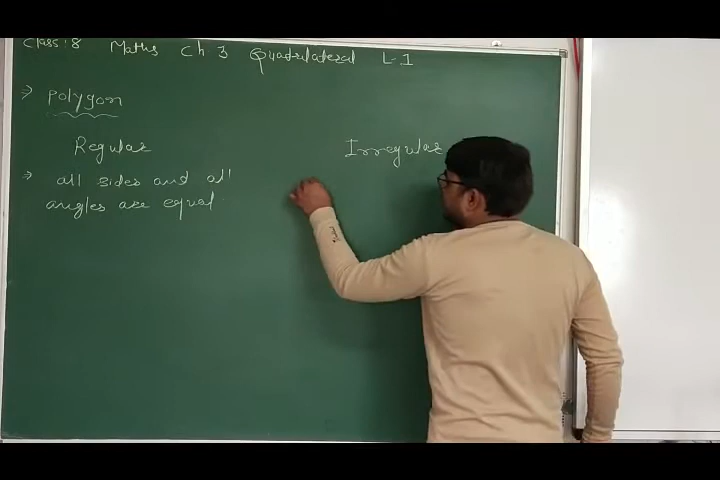 Class: 8 Maths Ch 3 Quadrilateral L-1
⇒ Polygon
Regular Irregular
⇒ all sides and all
angles are equal.